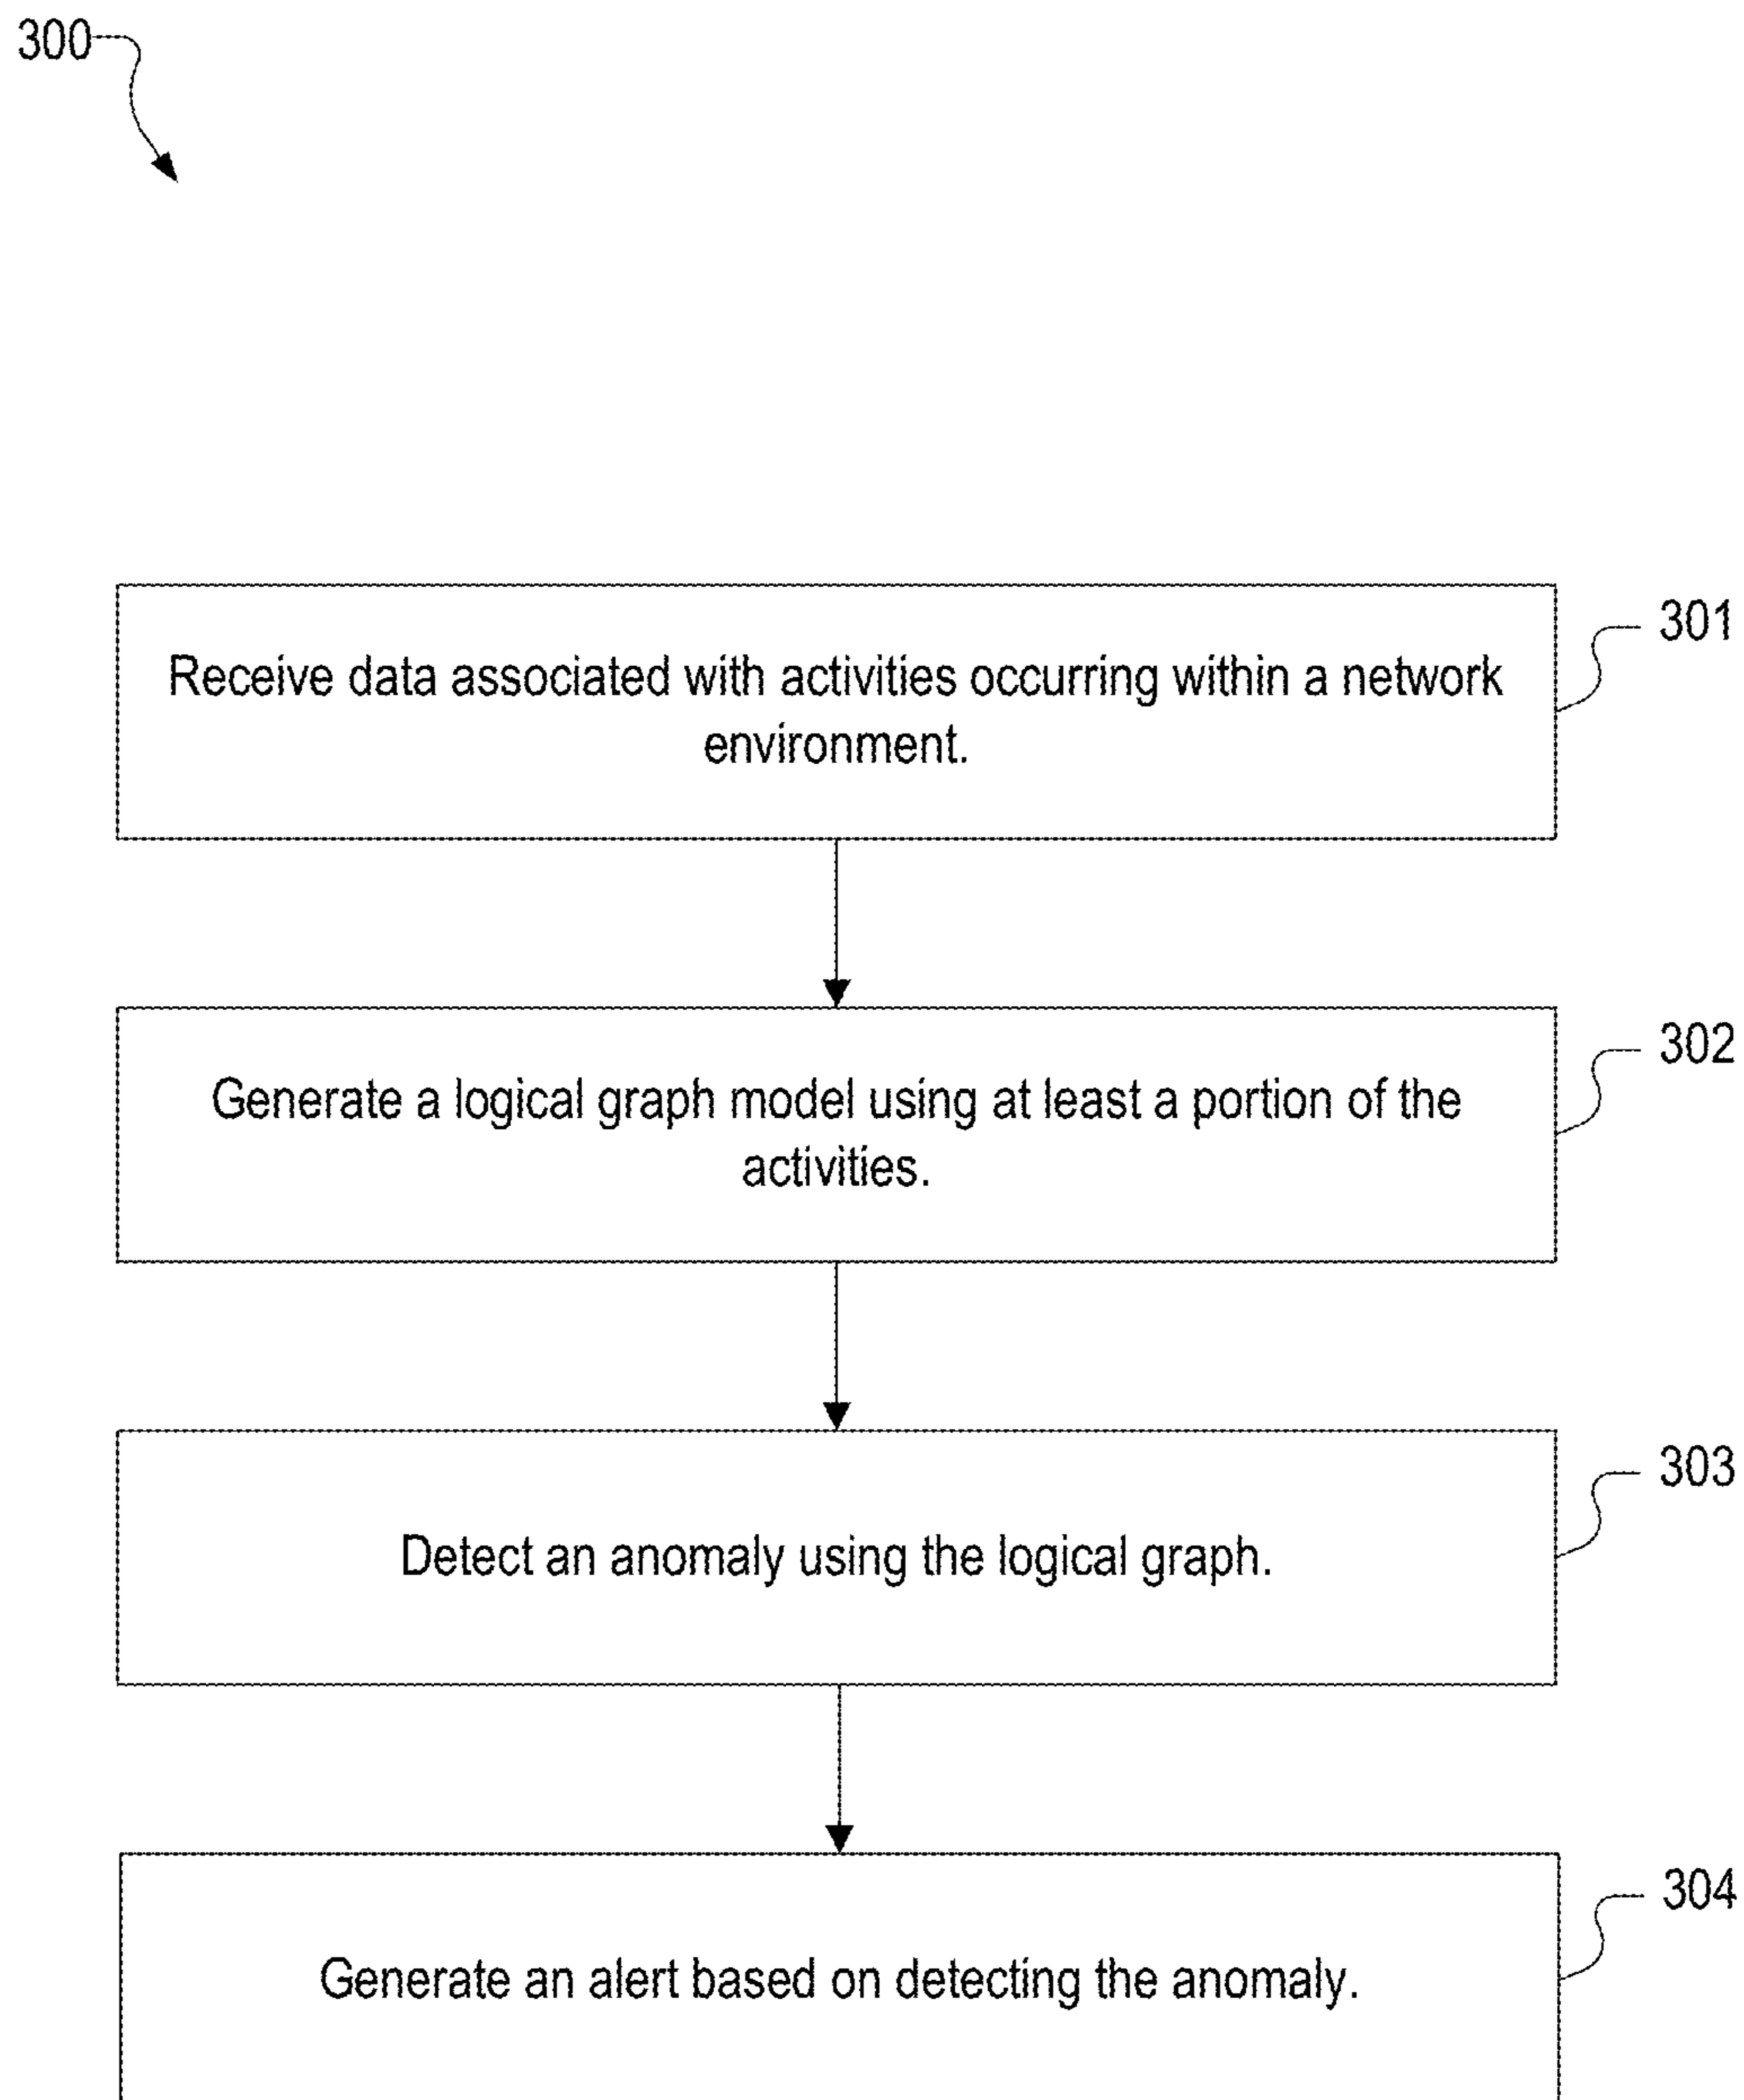 300
301
Receive data associated with activities occurring within a network
environment.
302
Generate a logical graph model using at least a portion of the
activities.
303
Detect an anomaly using the logical graph.
304
Generate an alert based on detecting the anomaly.